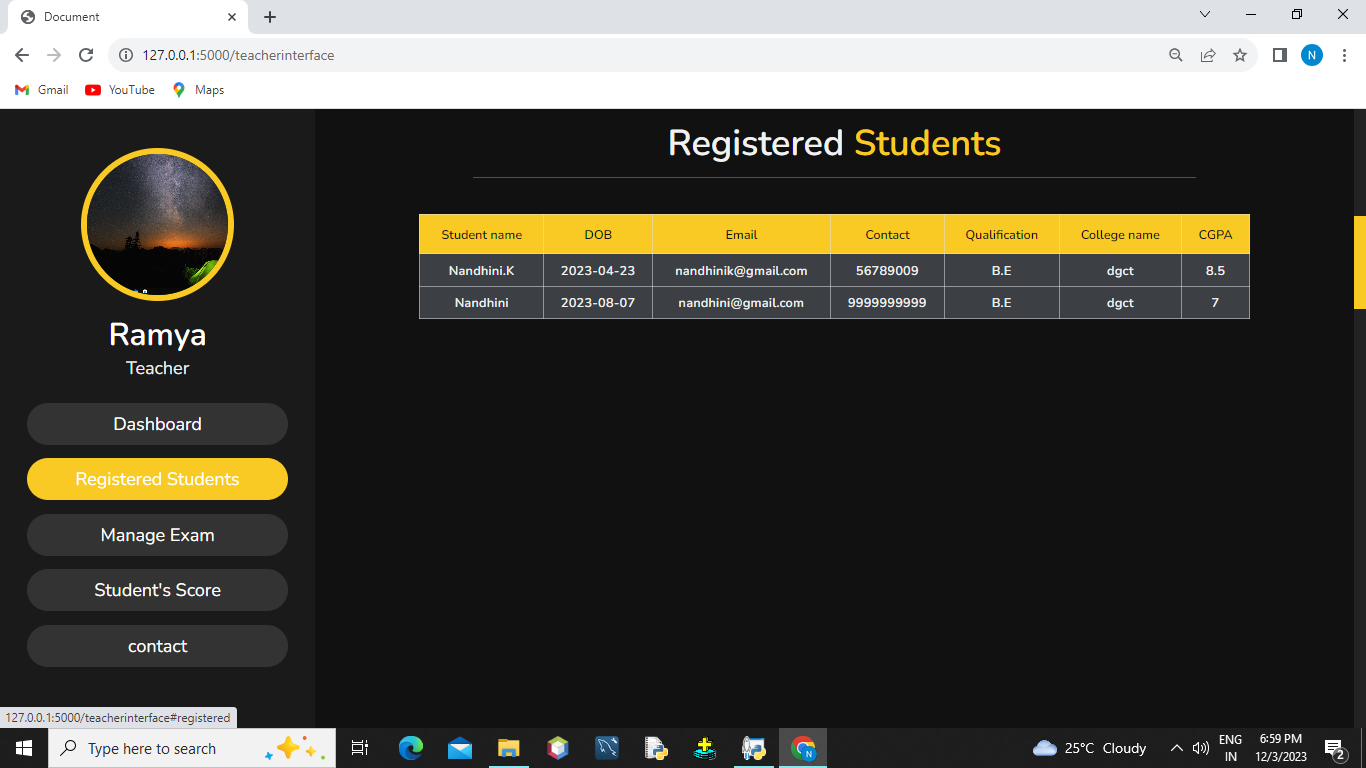 Document
127.0.0.1:5000/teacherinterface
N
Gmail
YouTube
Maps
Ramya
Teacher
Dashboard
Registered Students
Manage Exam
Student's Score
contact
Registered Students
Student name DOB Email Contact Qualification College name CGPA
Nandhini.K 2023-04-23 nandhinik@gmail.com 56789009 B.E dgct 8.5
Nandhini 2023-08-07 nandhini@gmail.com 9999999999 B.E dgct 7
127.0.0.1:5000/teacherinterface#registered
Type here to search
N
25°C Cloudy
ENG
IN
6:59 PM
12/3/2023
2